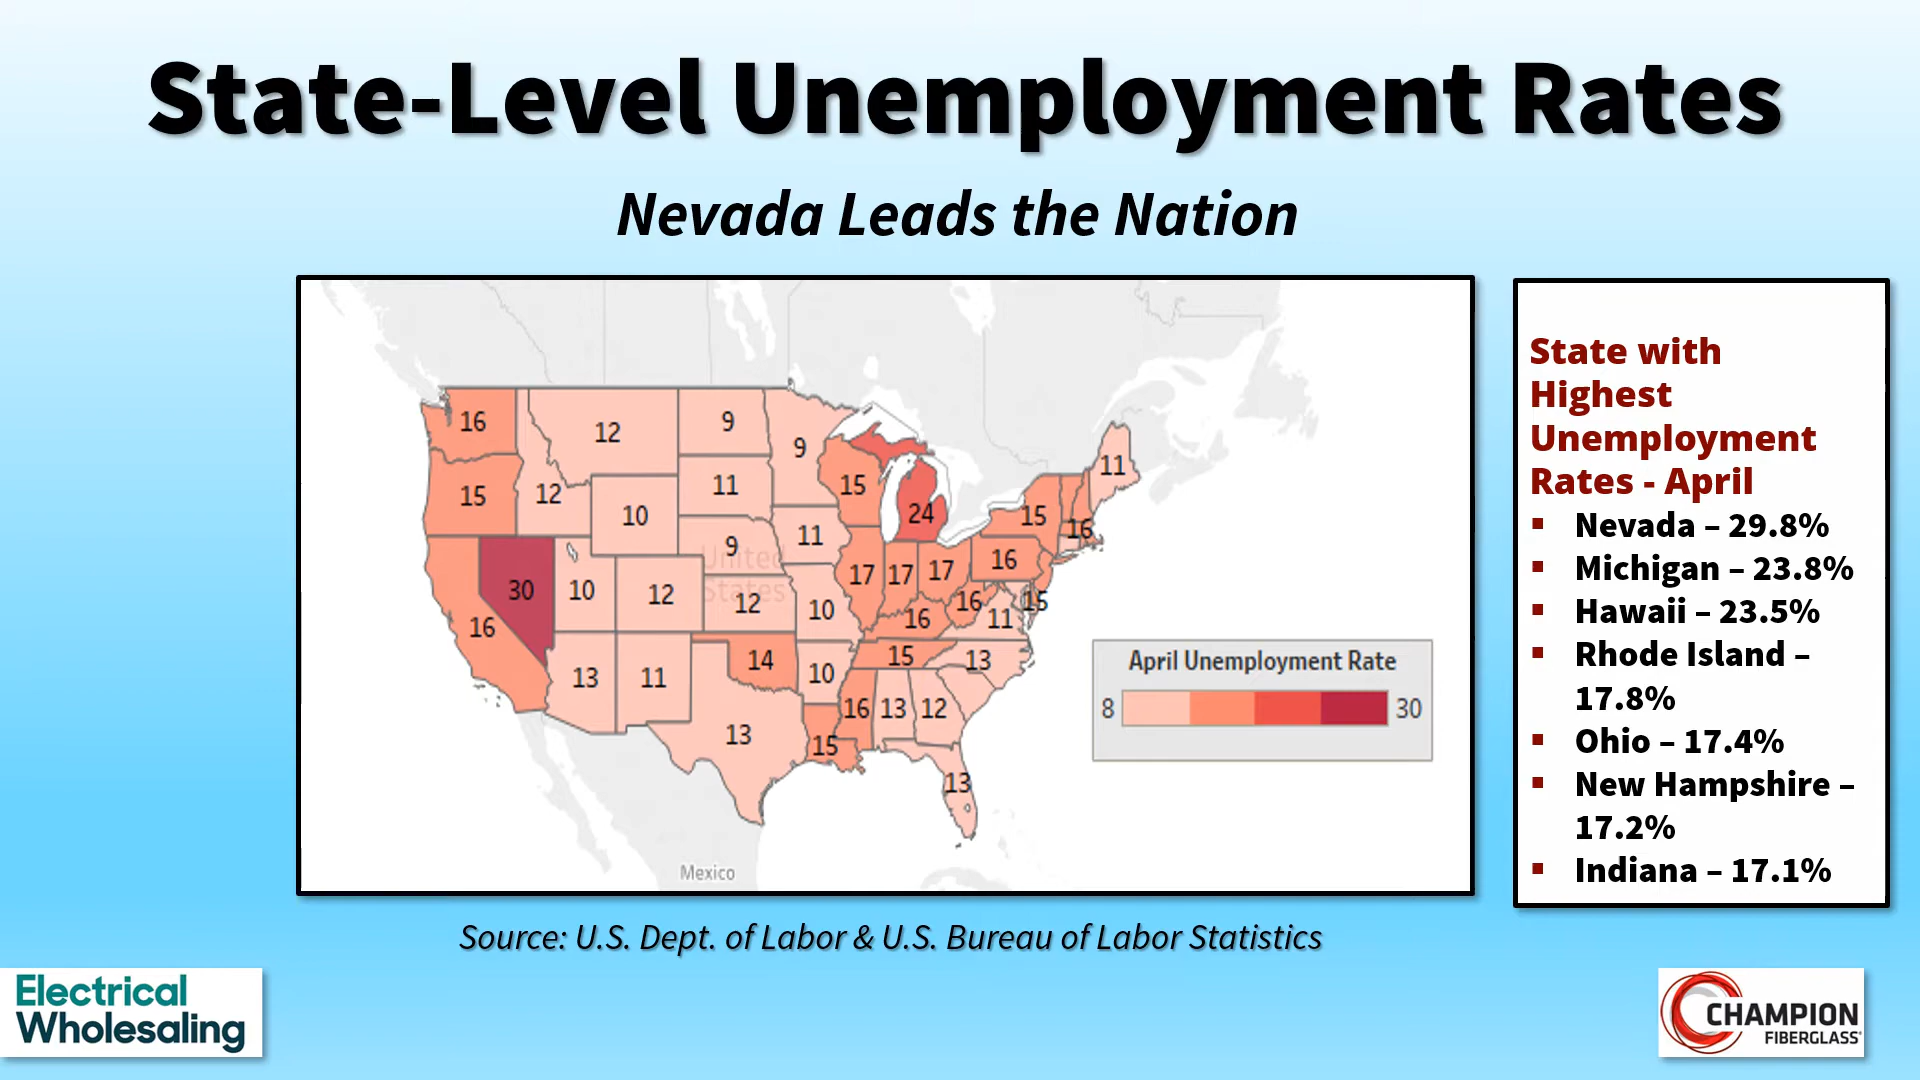 State-Level Unemployment Rates
Nevada Leads the Nation
16
12
9
9
11
15
12
10
11
15
24
15
16
9
11
United
States
30
10
12
12
10
17
17
17
16
16
16
11
15
16
13
11
14
10
15
13
13
15
16
13
12
13
Mexico
April Unemployment Rate
8
30
State with
Highest
Unemployment
Rates - April
▪ Nevada – 29.8%
▪ Michigan – 23.8%
▪ Hawaii – 23.5%
▪ Rhode Island –
17.8%
▪ Ohio – 17.4%
▪ New Hampshire –
17.2%
▪ Indiana – 17.1%
Source: U.S. Dept. of Labor & U.S. Bureau of Labor Statistics
Electrical
Wholesaling
CHAMPION
FIBERGLASS